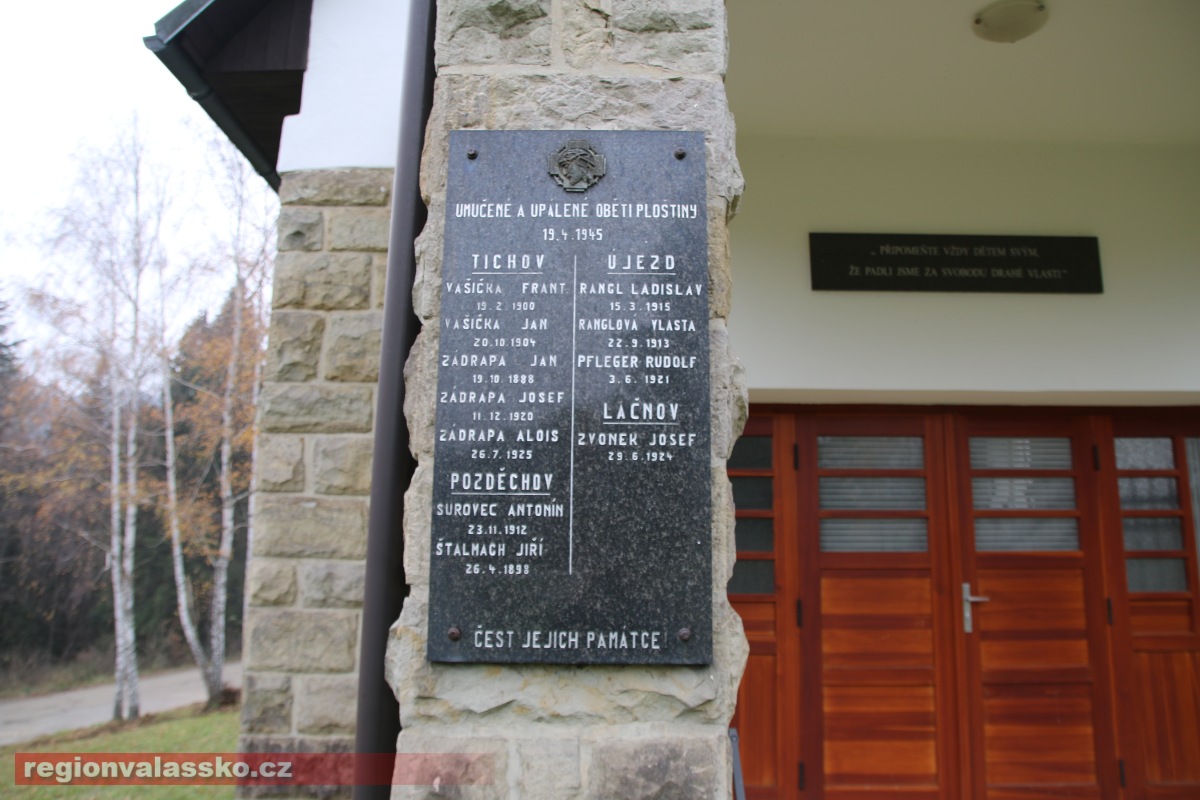 UMUČENÉ A UPÁLENÉ OBĚTI PLOŠTINY
19.4.1945
TICHOV
VAŠIČKA FRANT.
19.2.1900
VAŠIČKA JAN
20.10.1904
ZÁDRAPA JAN
19.10.1888
ZÁDRAPA JOSEF
11.12.1920
ZÁDRAPA ALOIS
26.7.1925
POZDĚCHOV
SUROVEC ANTONÍN
23.11.1912
ŠTALMACH JIŘÍ
26.4.1898
ÚJEZD
RANGL LADISLAV
15.3.1915
RANGLOVÁ VLASTA
22.9.1913
PFLEGER RUDOLF
3.6.1921
LAČNOV
ZVONEK JOSEF
29.6.1924
ČEST JEJICH PAMÁTCE
„PŘIPOMEŇTE VŽDY DĚTEM SVÝM,
ŽE PADLI JSME ZA SVOBODU DRAHÉ VLASTI"
regionvalassko.cz